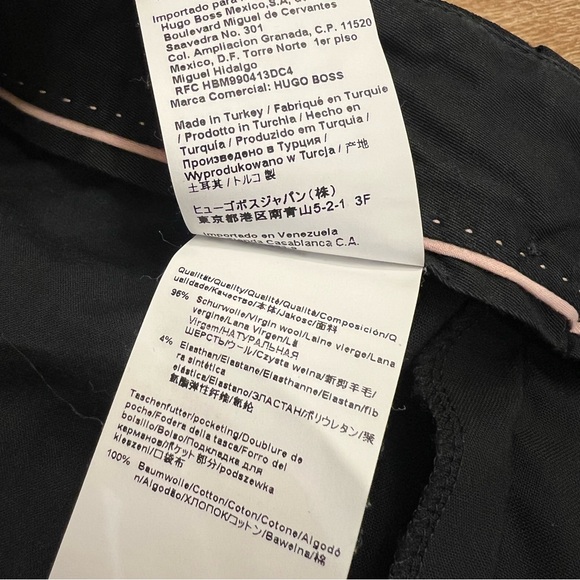 Importado para
Hugo Boss Mexico,S.A,
Boulevard Miguel de Cervantes
Saavedra No. 301
Col. Ampliacion Granada, C.P. 11520
Mexico, D.F. Torre Norte 1er piso
Miguel Hidalgo
RFC HBM990413DC4
Marca Comercial: HUGO BOSS
Made In Turkey / Fabriqué en Turquie
/ Prodotto in Turchia / Hecho en
Turquía / Produzido em Turquia /
Произведено в Турции /
Wyprodukowano w Turcja / 产地
土耳其 / トルコ 製
ヒューゴボスジャパン (株)
東京都港区南青山5-2-1 3F
Importado en Venezuela
Casablanca C.A.
Qualität/Quality/Qualité/Qualità/Composición/Q
ualidade/Качество/本体/Jakosc/面料
96% Schurwolle/Virgin wool/Laine vierge/Lana
vergine/Lana Virgen/Lã
Virgem/НАТУРАЛЬНАЯ
ШЕРСТЬ/ウール/Czysta welna/新剪羊毛/
4% Elasthan/Elastane/Elasthanne/Elastan/fib
ra sintética
elástica/Elastano/ЭЛАСТАН/ポリウレタン/聚
氨酯弹性纤维/氨纶
Taschenfutter/pocketing/Doublure de
poche/Fodera della tasca/Forro del
bolsillo/Bolso/Подкладка для
карманов/ポケット部分/podszewka
kieszeni/口袋布
100% Baumwolle/Cotton/Coton/Cotone/Algodó
n/Algodão/ХЛОПОК/コットン/Bawelna/棉